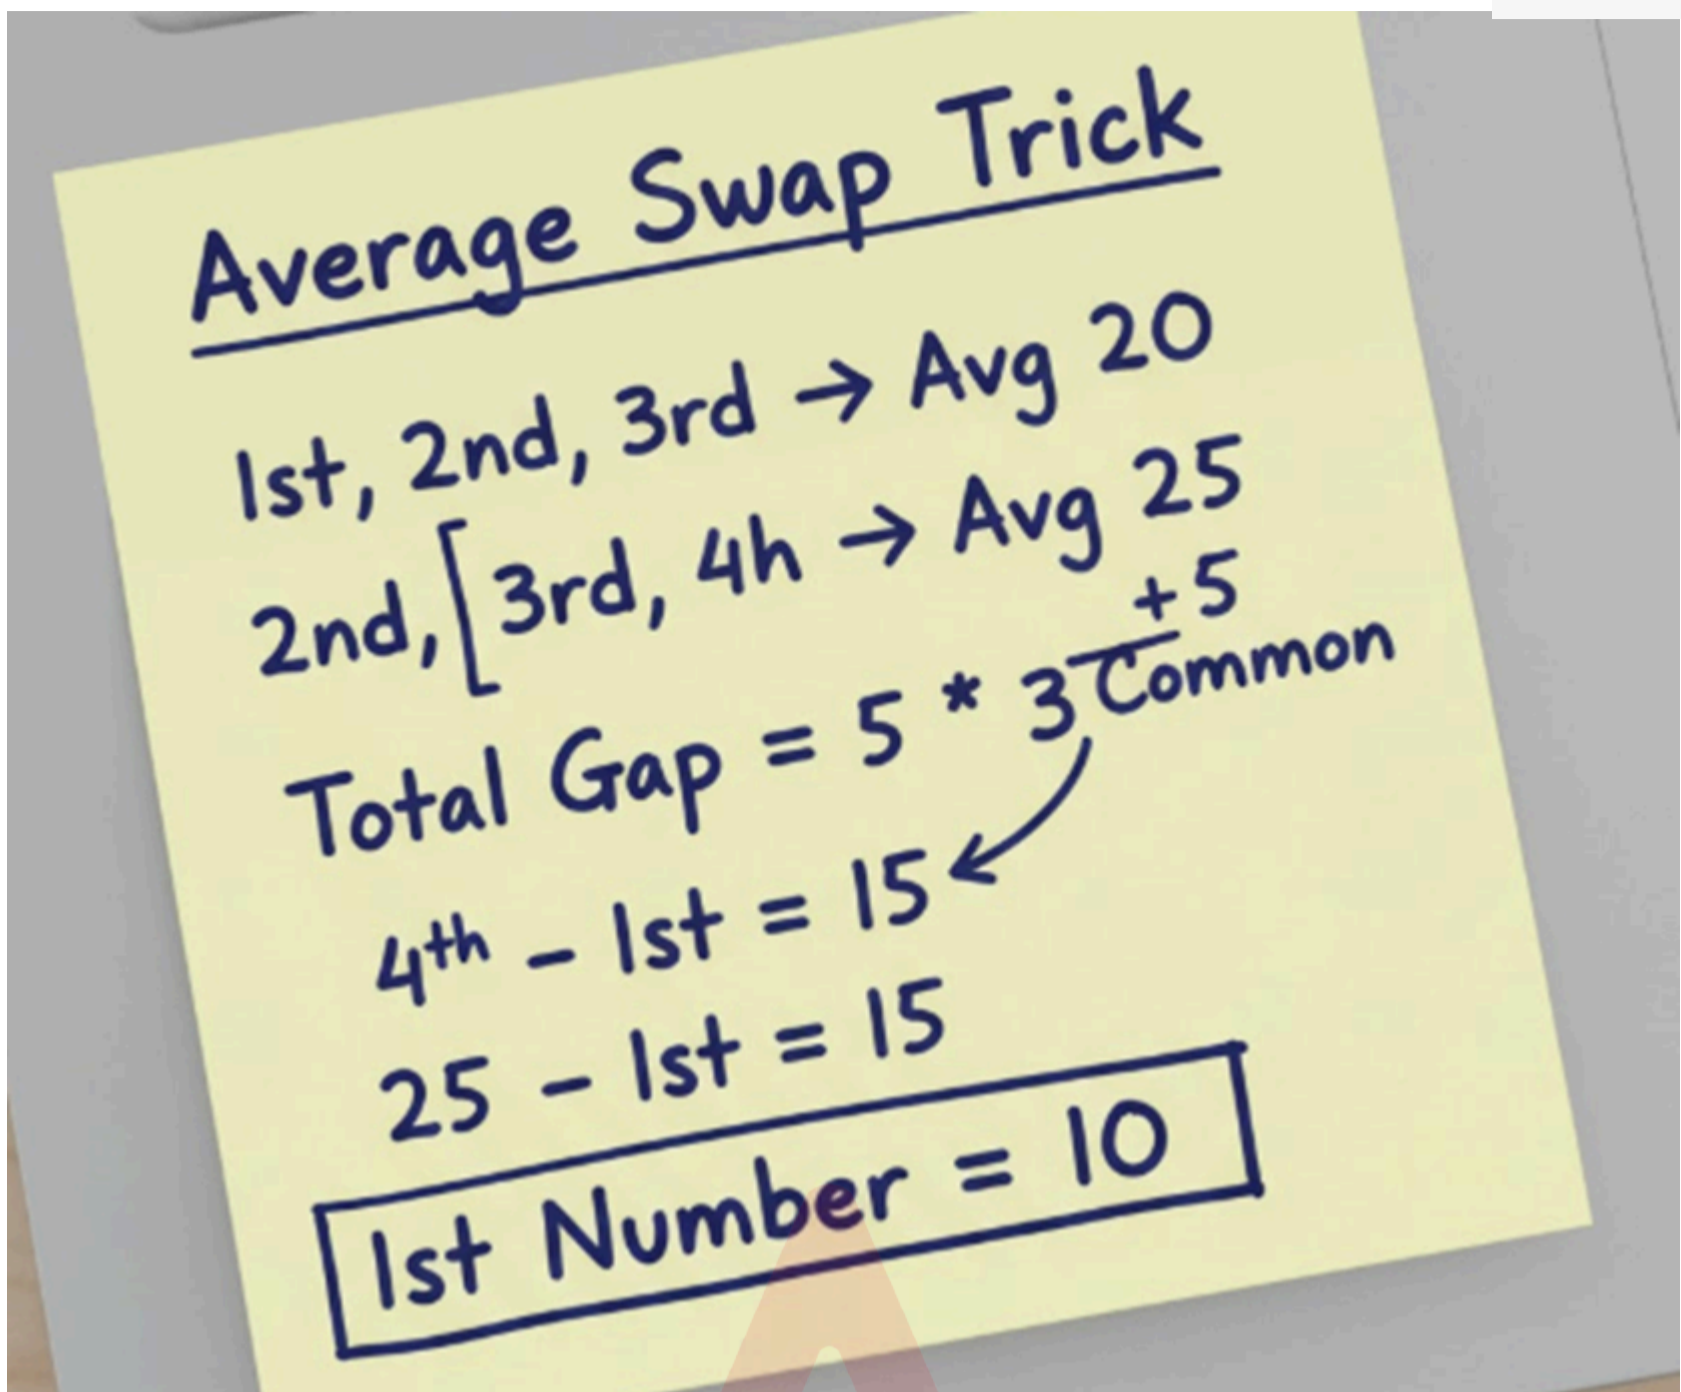 Average Swap Trick
1st, 2nd, 3rd → Avg 20
2nd, [3rd, 4h → Avg 25
+5
Total Gap = 5 * 3 Common
4th - 1st = 15
25 - 1st = 15
1st Number = 10